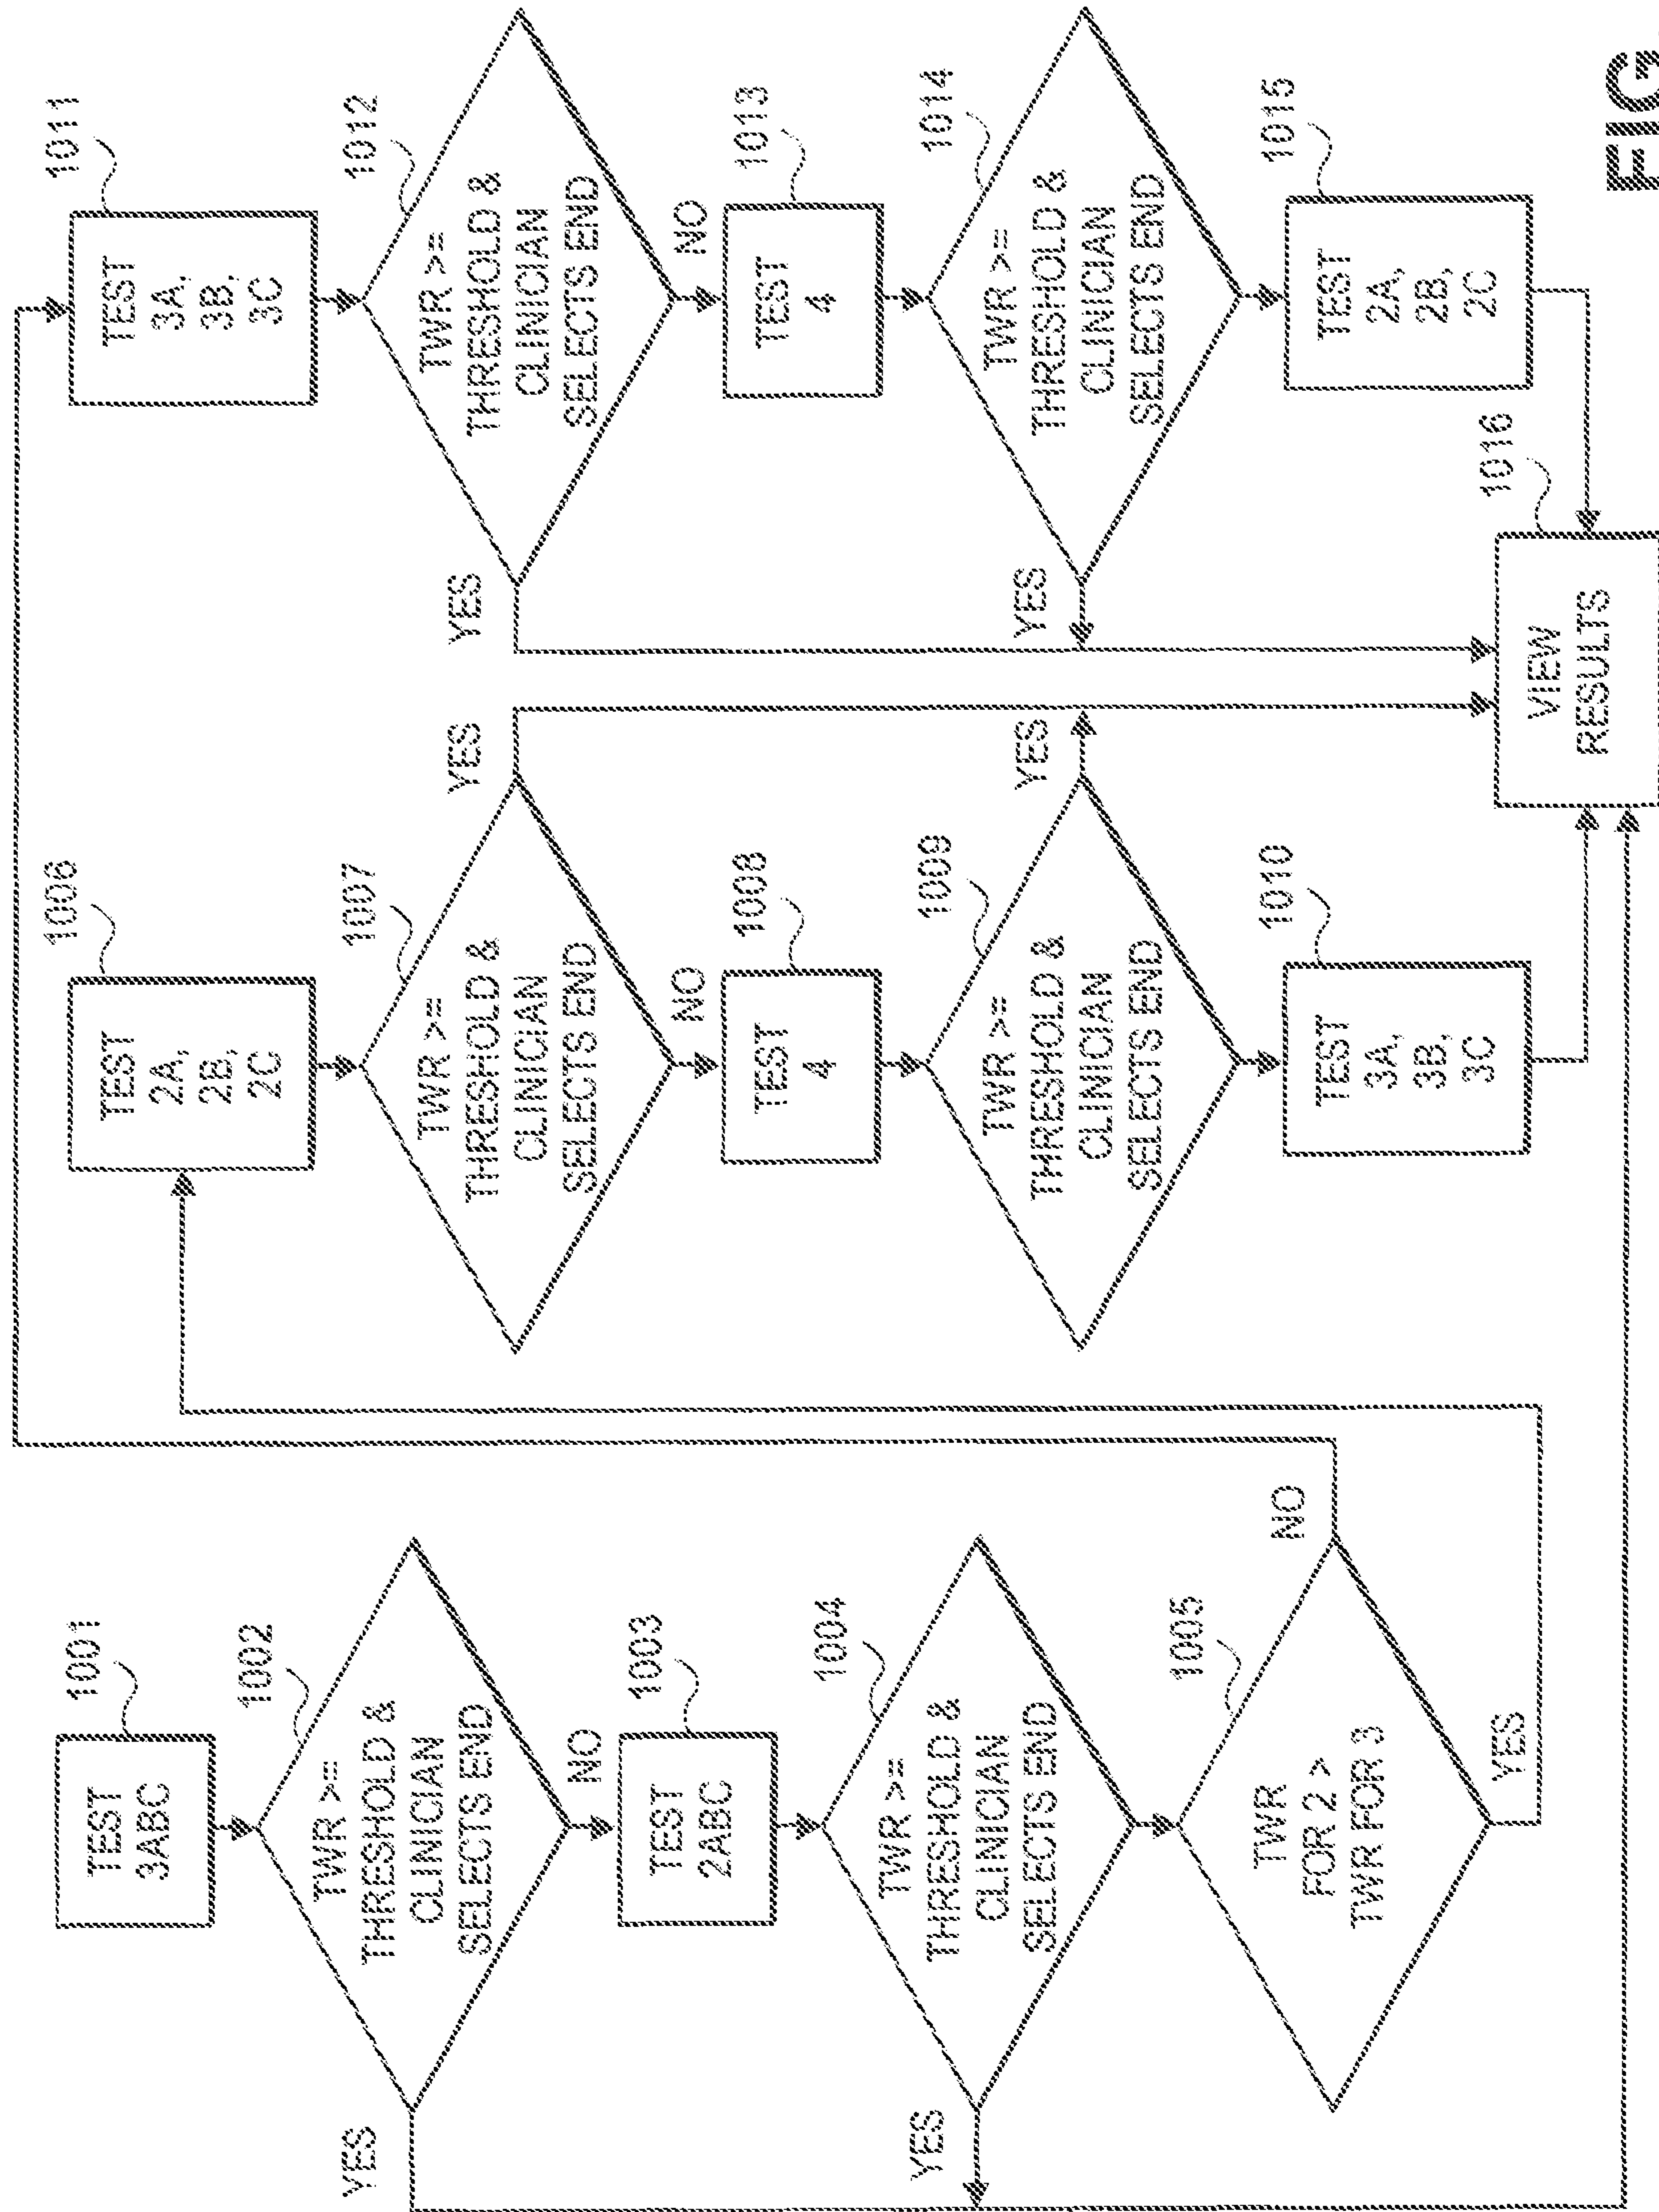 1001
TEST
3ABC
1002
TWR >=
THRESHOLD &
CLINICIAN
SELECTS END
YES
NO
1003
TEST
2ABC
1004
TWR >=
THRESHOLD &
CLINICIAN
SELECTS END
YES
1005
TWR
FOR 2 >
TWR FOR 3
NO
YES
1006
TEST
2A,
2B,
2C
1007
TWR >=
THRESHOLD &
CLINICIAN
SELECTS END
YES
NO
1008
TEST
4
1009
TWR >=
THRESHOLD &
CLINICIAN
SELECTS END
YES
1010
TEST
3A,
3B,
3C
1011
TEST
3A,
3B,
3C
1012
TWR >=
THRESHOLD &
CLINICIAN
SELECTS END
YES
NO
1013
TEST
4
1014
TWR >=
THRESHOLD &
CLINICIAN
SELECTS END
YES
1015
TEST
2A,
2B,
2C
1016
VIEW
RESULTS
FIG.